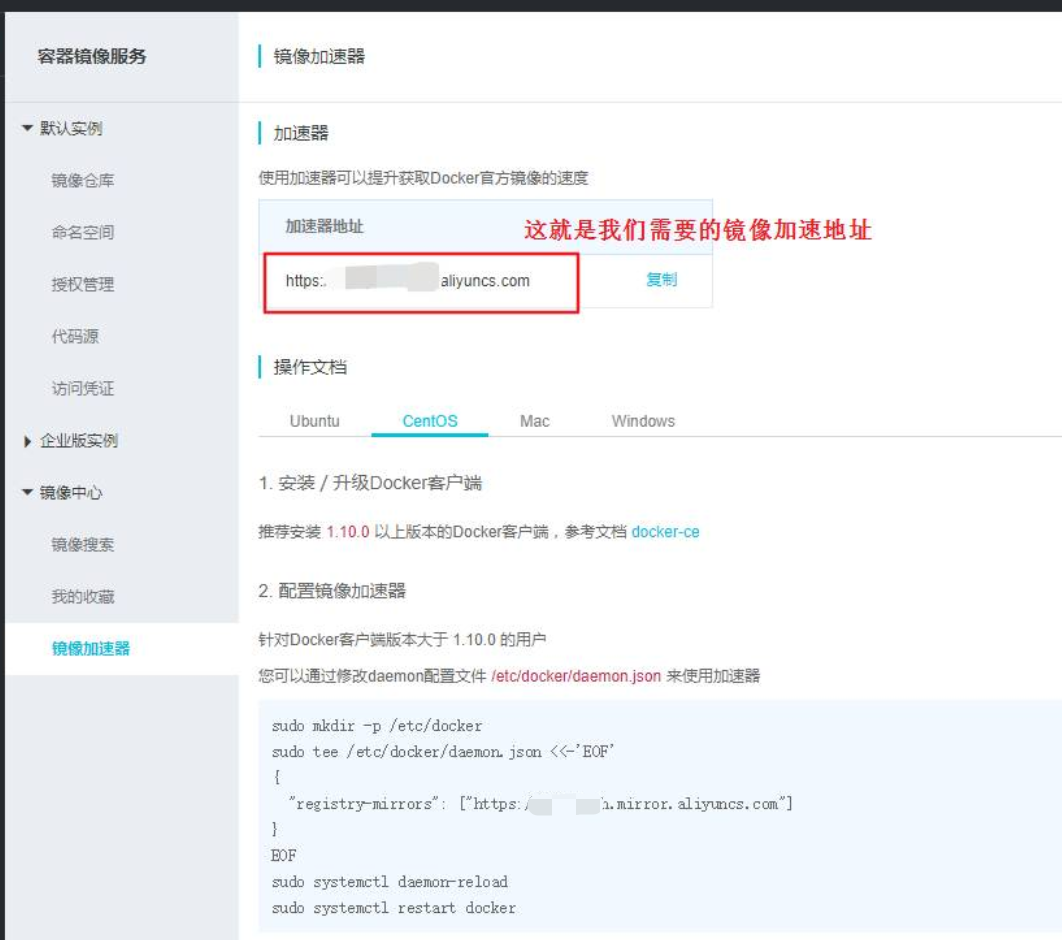 容器镜像服务
镜像加速器
默认实例
镜像仓库
命名空间
授权管理
代码源
访问凭证
企业版实例
镜像中心
镜像搜索
我的收藏
镜像加速器
加速器
使用加速器可以提升获取Docker官方镜像的速度
加速器地址
这就是我们需要的镜像加速地址
https: aliyuncs.com
复制
操作文档
Ubuntu CentOS Mac Windows
1. 安装 / 升级Docker客户端
推荐安装 1.10.0 以上版本的Docker客户端，参考文档 docker-ce
2. 配置镜像加速器
针对Docker客户端版本大于 1.10.0 的用户
您可以通过修改daemon配置文件 /etc/docker/daemon.json 来使用加速器
sudo mkdir -p /etc/docker
sudo tee /etc/docker/daemon.json <<-'EOF'
{
"registry-mirrors": ["https:/ h.mirror.aliyuncs.com"]
}
EOF
sudo systemctl daemon-reload
sudo systemctl restart docker